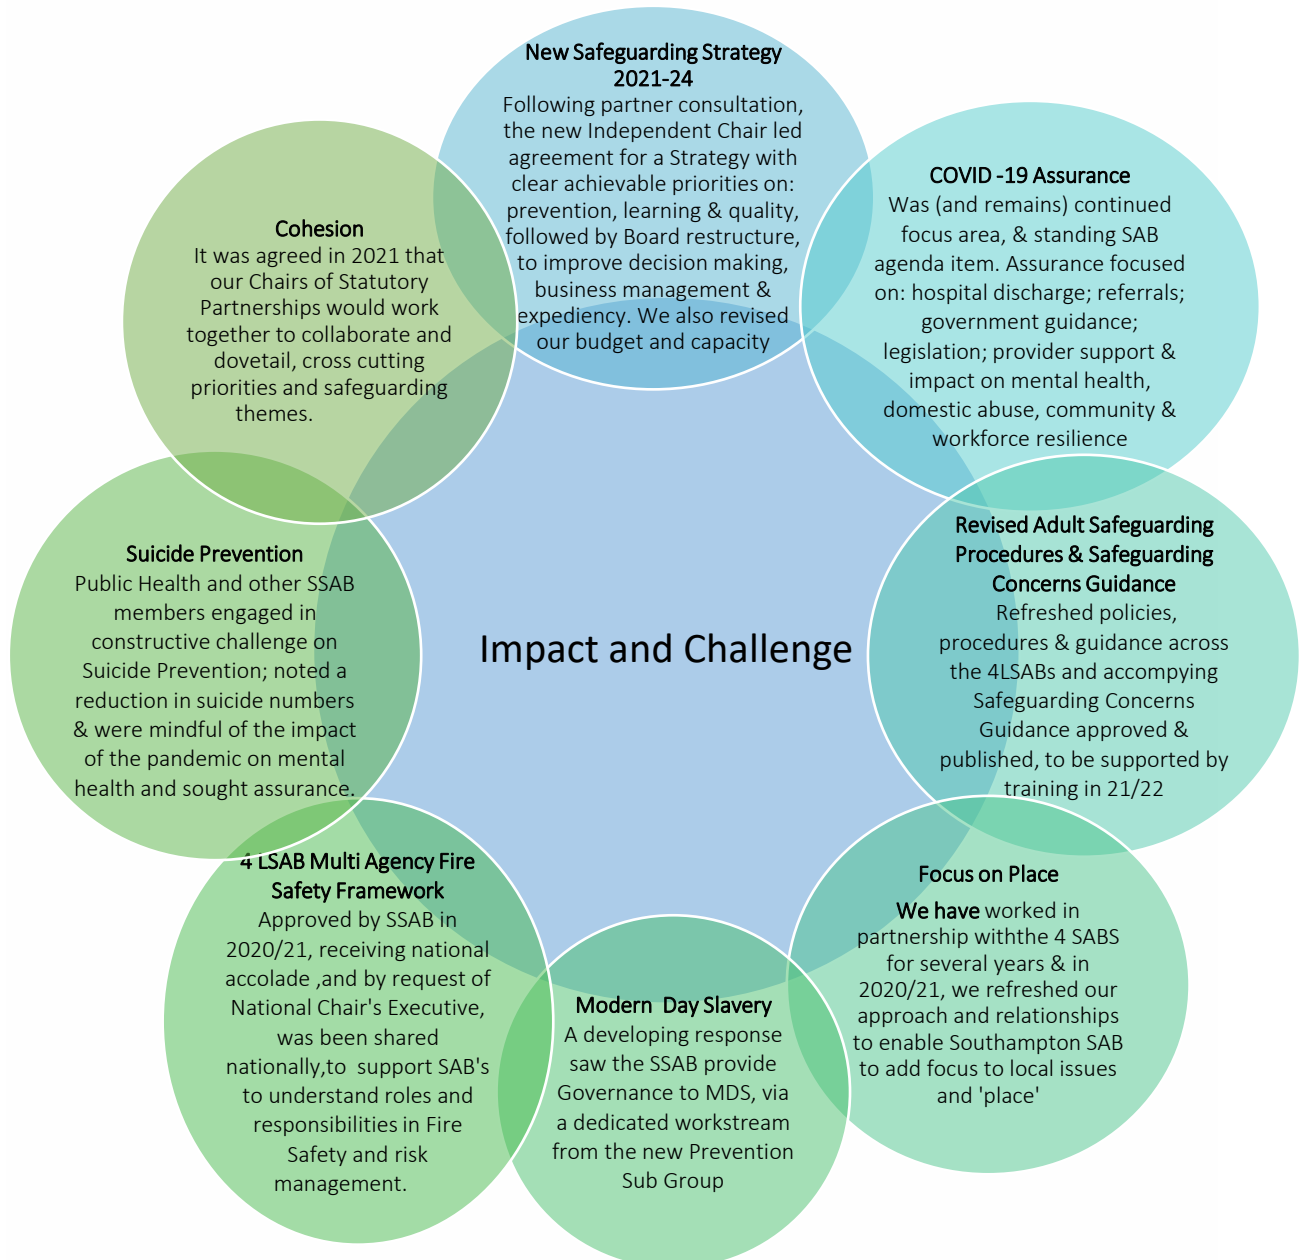 New Safeguarding Strategy
2021-24
Following partner consultation,
the new Independent Chair led
agreement for a Strategy with
clear achievable priorities on:
prevention, learning & quality,
followed by Board restructure,
to improve decision making,
business management &
expediency. We also revised
our budget and capacity
COVID -19 Assurance
Was (and remains) continued
focus area, & standing SAB
agenda item. Assurance focused
on: hospital discharge; referrals;
government guidance;
legislation; provider support &
impact on mental health,
domestic abuse, community &
workforce resilience
Revised Adult Safeguarding
Procedures & Safeguarding
Concerns Guidance
Refreshed policies,
procedures & guidance across
the 4LSABs and accompying
Safeguarding Concerns
Guidance approved &
published, to be supported by
training in 21/22
Focus on Place
We have worked in
partnership withthe 4 SABS
for several years & in
2020/21, we refreshed our
approach and relationships
to enable Southampton SAB
to add focus to local issues
and 'place'
Modern  Day Slavery
A developing response
saw the SSAB provide
Governance to MDS, via
a dedicated workstream
from the new Prevention
Sub Group
4 LSAB Multi Agency Fire
Safety Framework
Approved by SSAB in
2020/21, receiving national
accolade ,and by request of
National Chair's Executive,
was been shared
nationally,to  support SAB's
to understand roles and
responsibilities in Fire
Safety and risk
management.
Suicide Prevention
Public Health and other SSAB
members engaged in
constructive challenge on
Suicide Prevention; noted a
reduction in suicide numbers
& were mindful of the impact
of the pandemic on mental
health and sought assurance.
Cohesion
It was agreed in 2021 that
our Chairs of Statutory
Partnerships would work
together to collaborate and
dovetail, cross cutting
priorities and safeguarding
themes.
Impact and Challenge